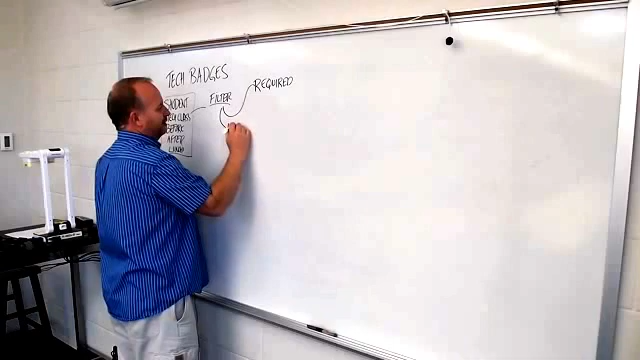 TECH BADGES
REQUIRED
FILTER
STUDENT
TECH CLASS
BEFORE
AFTER
LUNCH